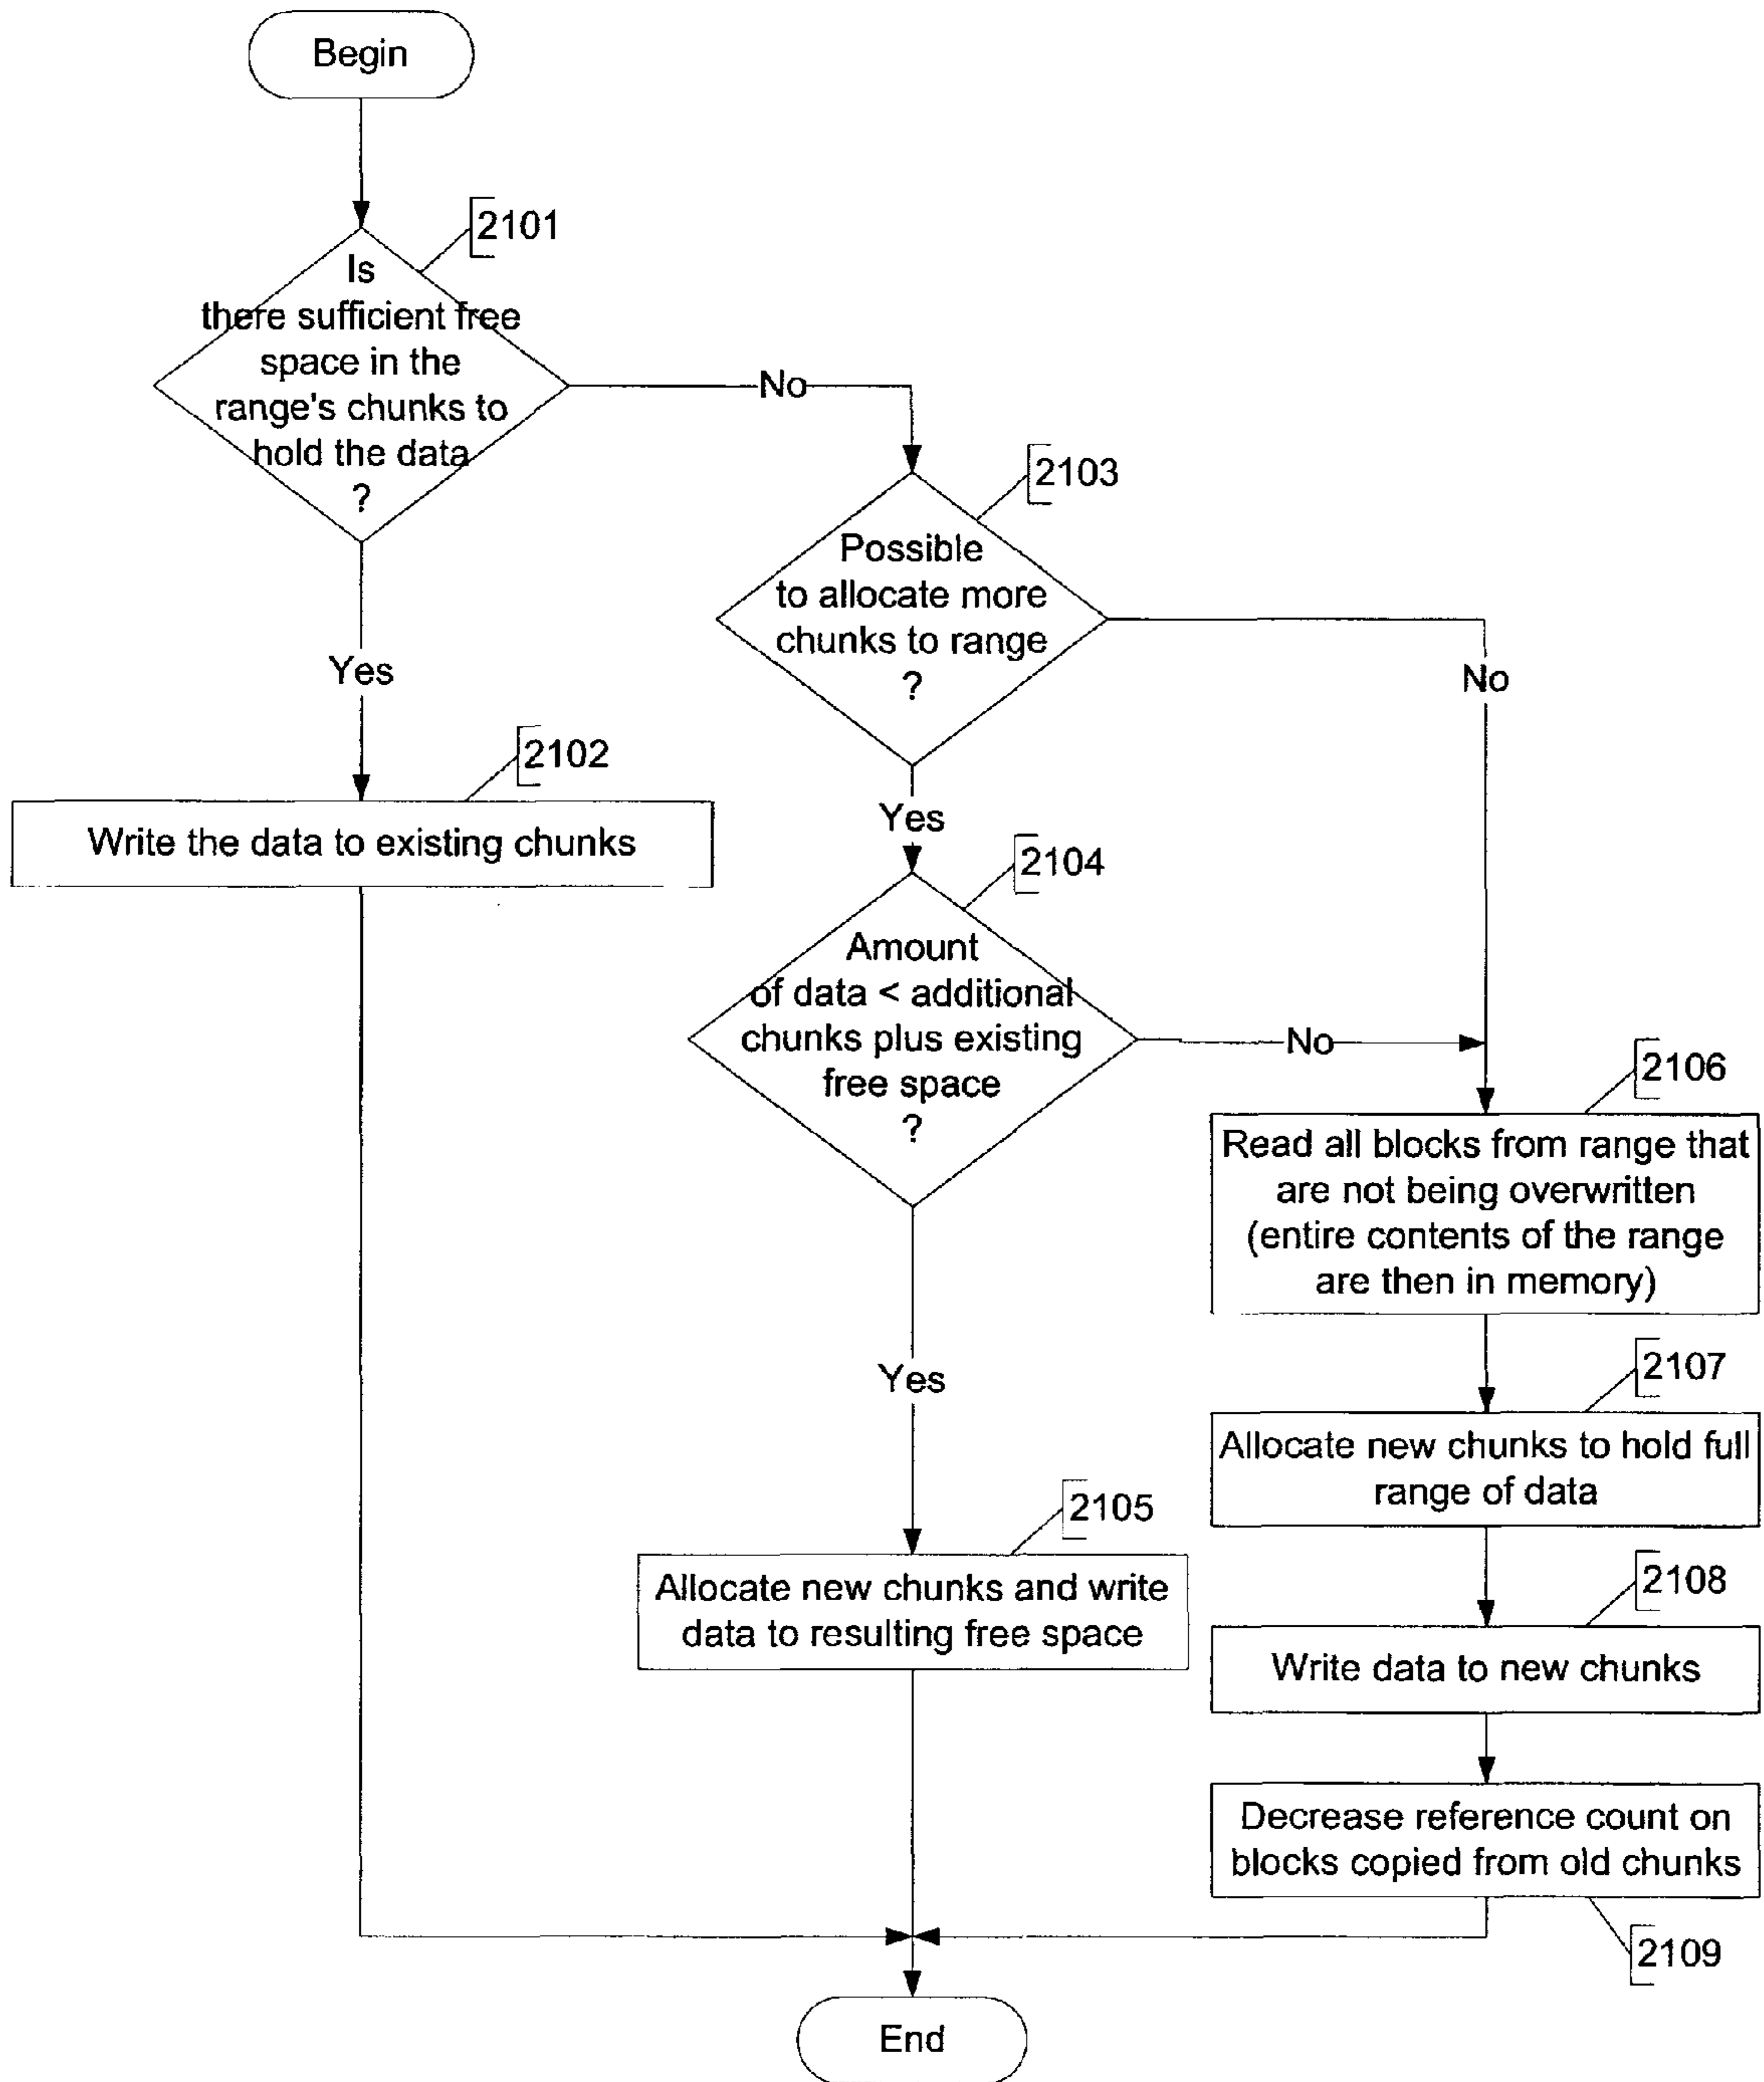 Begin
2101
Is
there sufficient free
space in the
range's chunks to
hold the data
?
No
2103
Possible
to allocate more
chunks to range
?
No
Yes
2102
Write the data to existing chunks
Yes
2104
Amount
of data < additional
chunks plus existing
free space
?
No
2106
Read all blocks from range that
are not being overwritten
(entire contents of the range
are then in memory)
2107
Allocate new chunks to hold full
range of data
Yes
2105
Allocate new chunks and write
data to resulting free space
2108
Write data to new chunks
Decrease reference count on
blocks copied from old chunks
2109
End